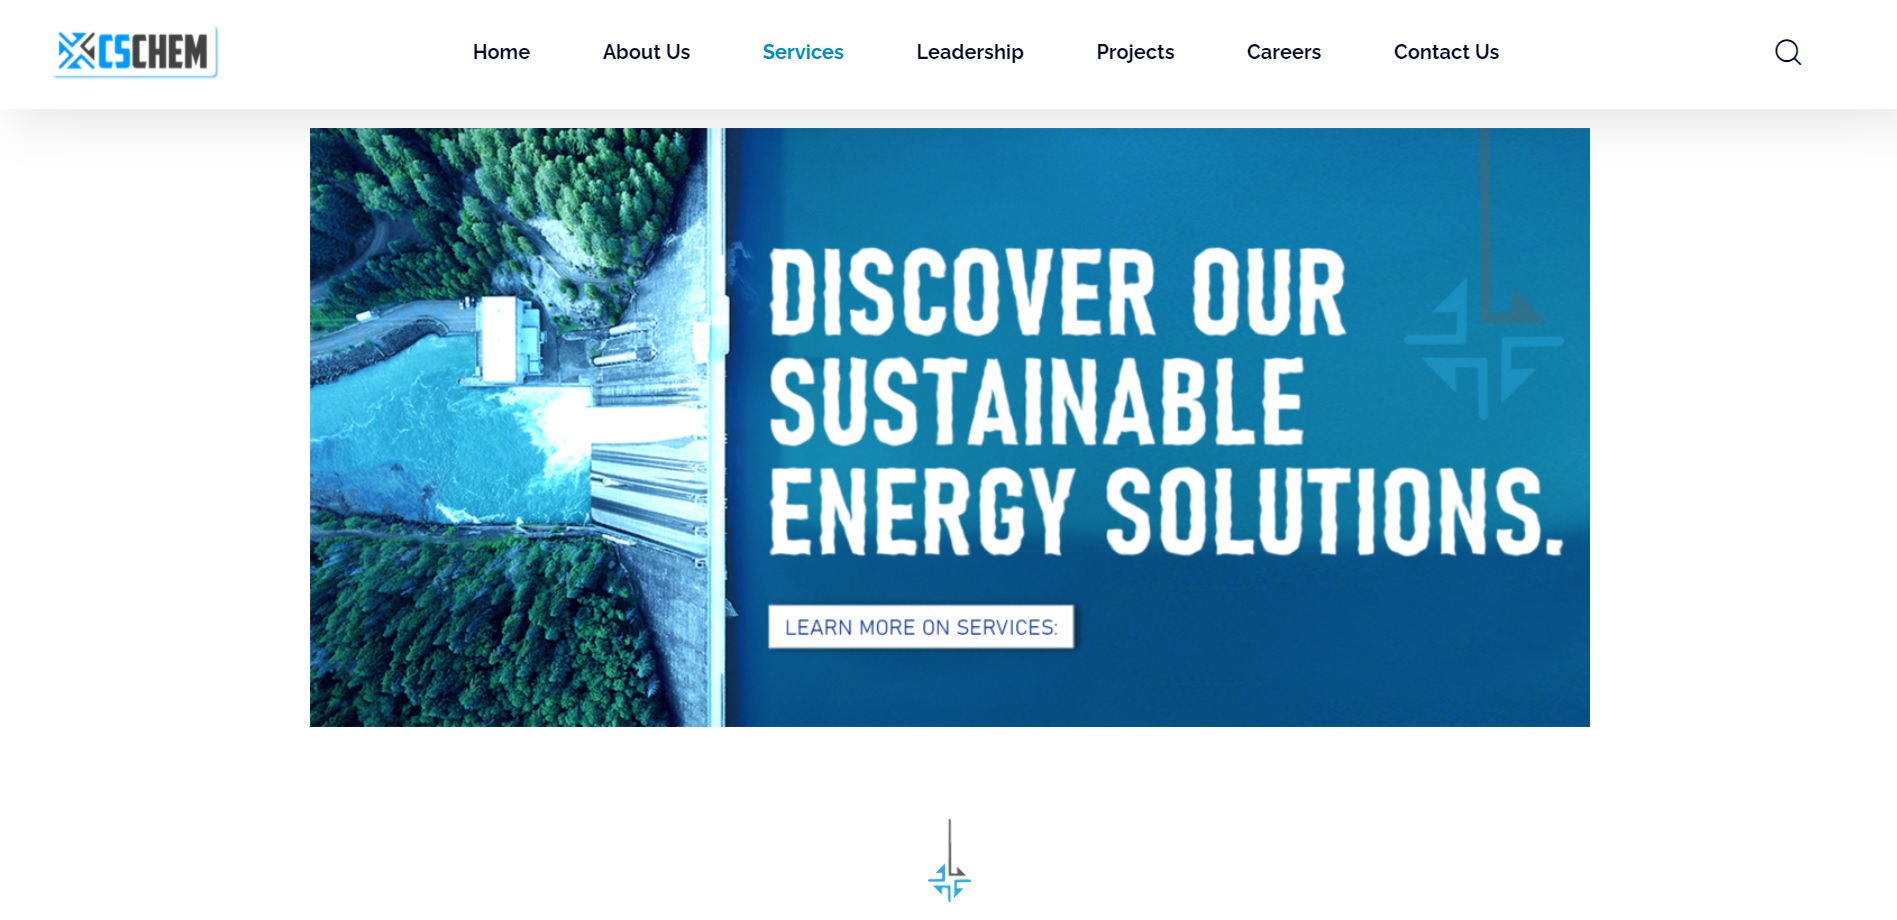 CSCHEM
Home
About Us
Services
Leadership
Projects
Careers
Contact Us
DISCOVER OUR
SUSTAINABLE
ENERGY SOLUTIONS.
LEARN MORE ON SERVICES: